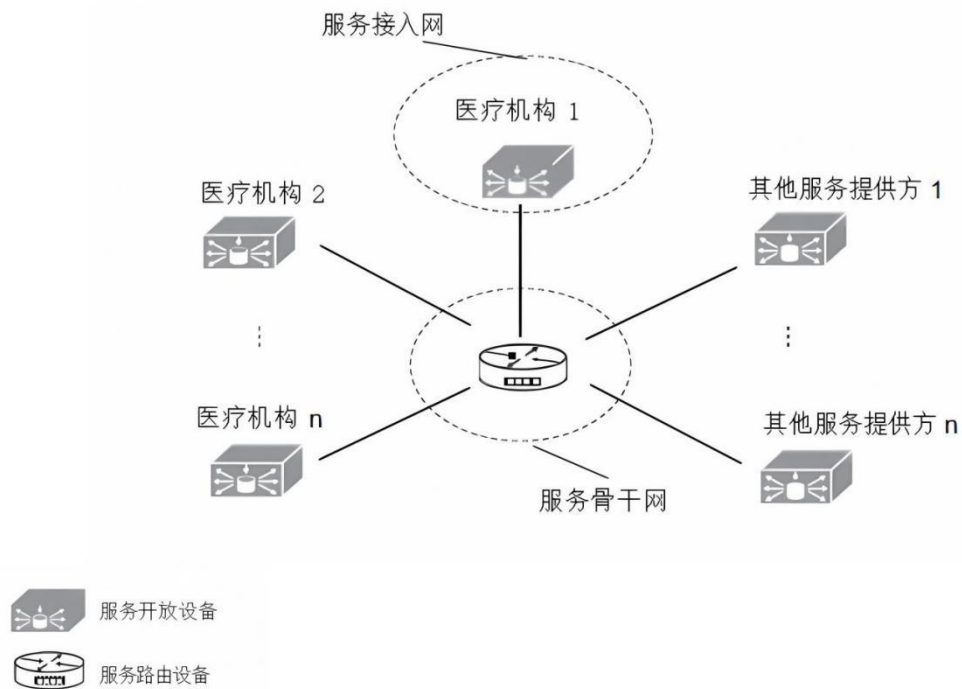 服务接入网
医疗机构 1
医疗机构 2
其他服务提供方 1
医疗机构 n
其他服务提供方 n
服务骨干网
服务开放设备
服务路由设备